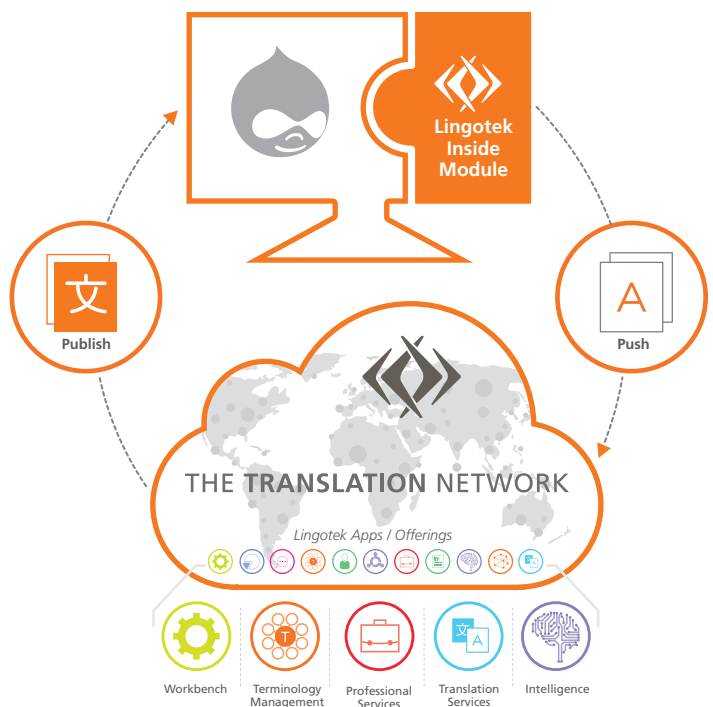 Lingotek
Inside
Module
文
Publish
A
Push
THE TRANSLATION NETWORK
Lingotek Apps / Offerings
T
文
A
Workbench
Terminology
Management
Professional
Services
Translation
Services
Intelligence